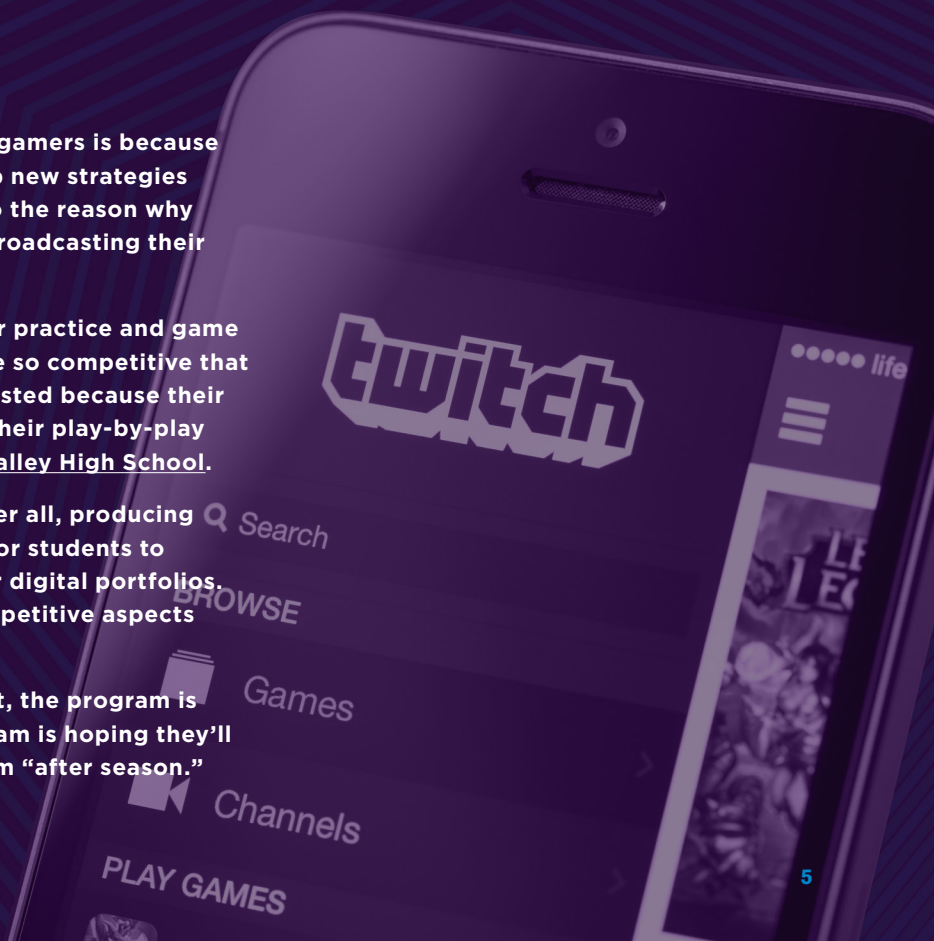 gamers is because
new strategies
the reason why
roadcasting their
r practice and game
e so competitive that
sted because their
heir play-by-play
alley High School.
er all, producing
or students to
r digital portfolios.
petitive aspects
t, the program is
am is hoping they’ll
m “after season.”
twitch
life
Search
BROWSE
Games
Channels
PLAY GAMES
5